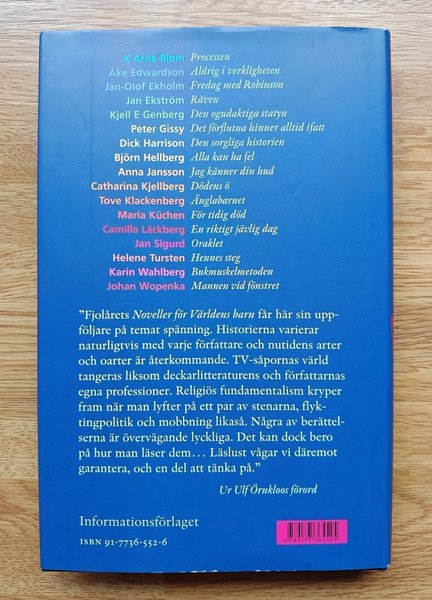 K Arne Blom Processen
Åke Edwardson Aldrig i verkligheten
Jan-Olof Ekholm Fredag med Robinson
Jan Ekström Räven
Kjell E Genberg Den ogudaktiga statyn
Peter Gissy Det förflutna hinner alltid ifatt
Dick Harrison Den sorgliga historien
Björn Hellberg Alla kan ha fel
Anna Jansson Jag känner din hud
Catharina Kjellberg Dödens ö
Tove Klackenberg Änglabarnet
Maria Küchen För tidig död
Camilla Läckberg En riktigt jävlig dag
Jan Sigurd Oraklet
Helene Tursten Hennes steg
Karin Wahlberg Bukmuskelmetoden
Johan Wopenka Mannen vid fönstret
”Fjolårets Noveller för Världens barn får här sin upp-
följare på temat spänning. Historierna varierar
naturligtvis med varje författare och nutidens arter
och oarter är återkommande. TV-såpornas värld
tangeras liksom deckarlitteraturens och författarnas
egna professioner. Religiös fundamentalism kryper
fram när man lyfter på ett par av stenarna, flyk-
tingpolitik och mobbning likaså. Några av berättel-
serna är övervägande lyckliga. Det kan dock bero
på hur man läser dem... Läslust vågar vi däremot
garantera, och en del att tänka på.”
Ur Ulf Örnkloos förord
Informationsförlaget
ISBN 91-7736-552-6
9789177365525